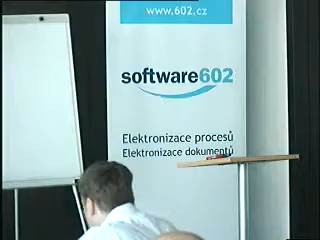 www.602.cz
software602
Elektronizace procesů
Elektronizace dokumentů